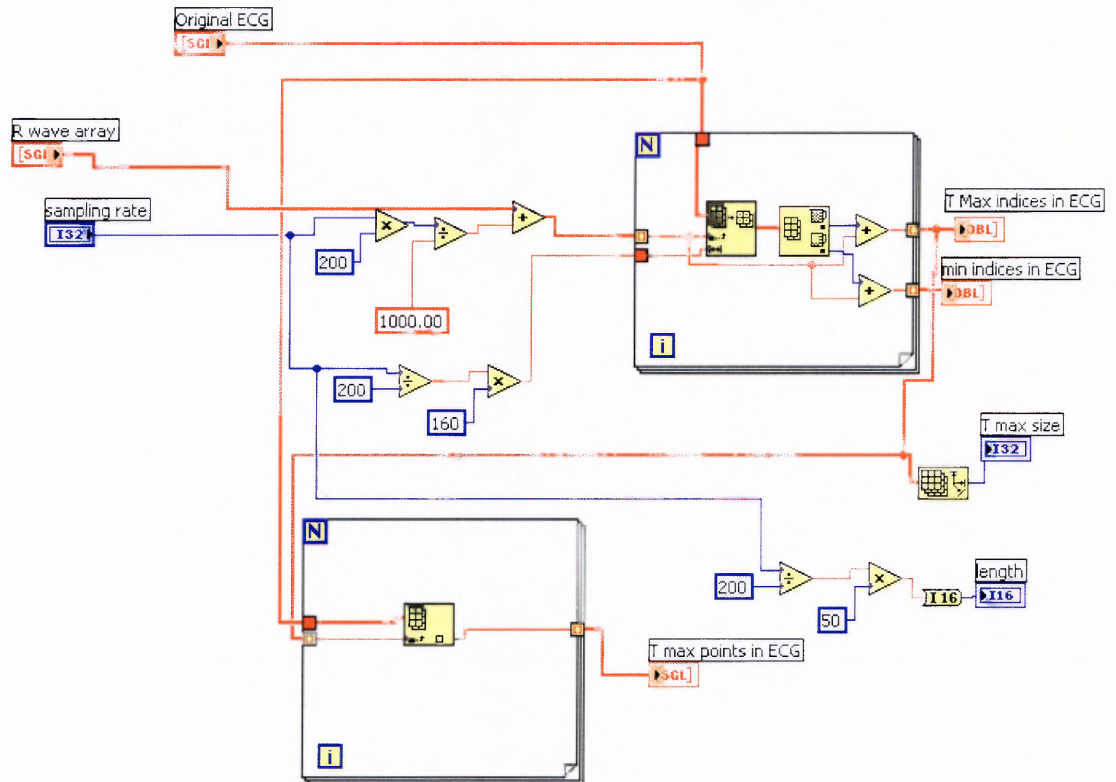 Original ECG
[SGL
R wave array
[SGL
sampling rate
I32
200
1000.00
200
160
N
i
T Max indices in ECG
DBL]
min indices in ECG
DBL]
T max size
I32
N
i
200
50
I16
length
I16
T max points in ECG
SGL]